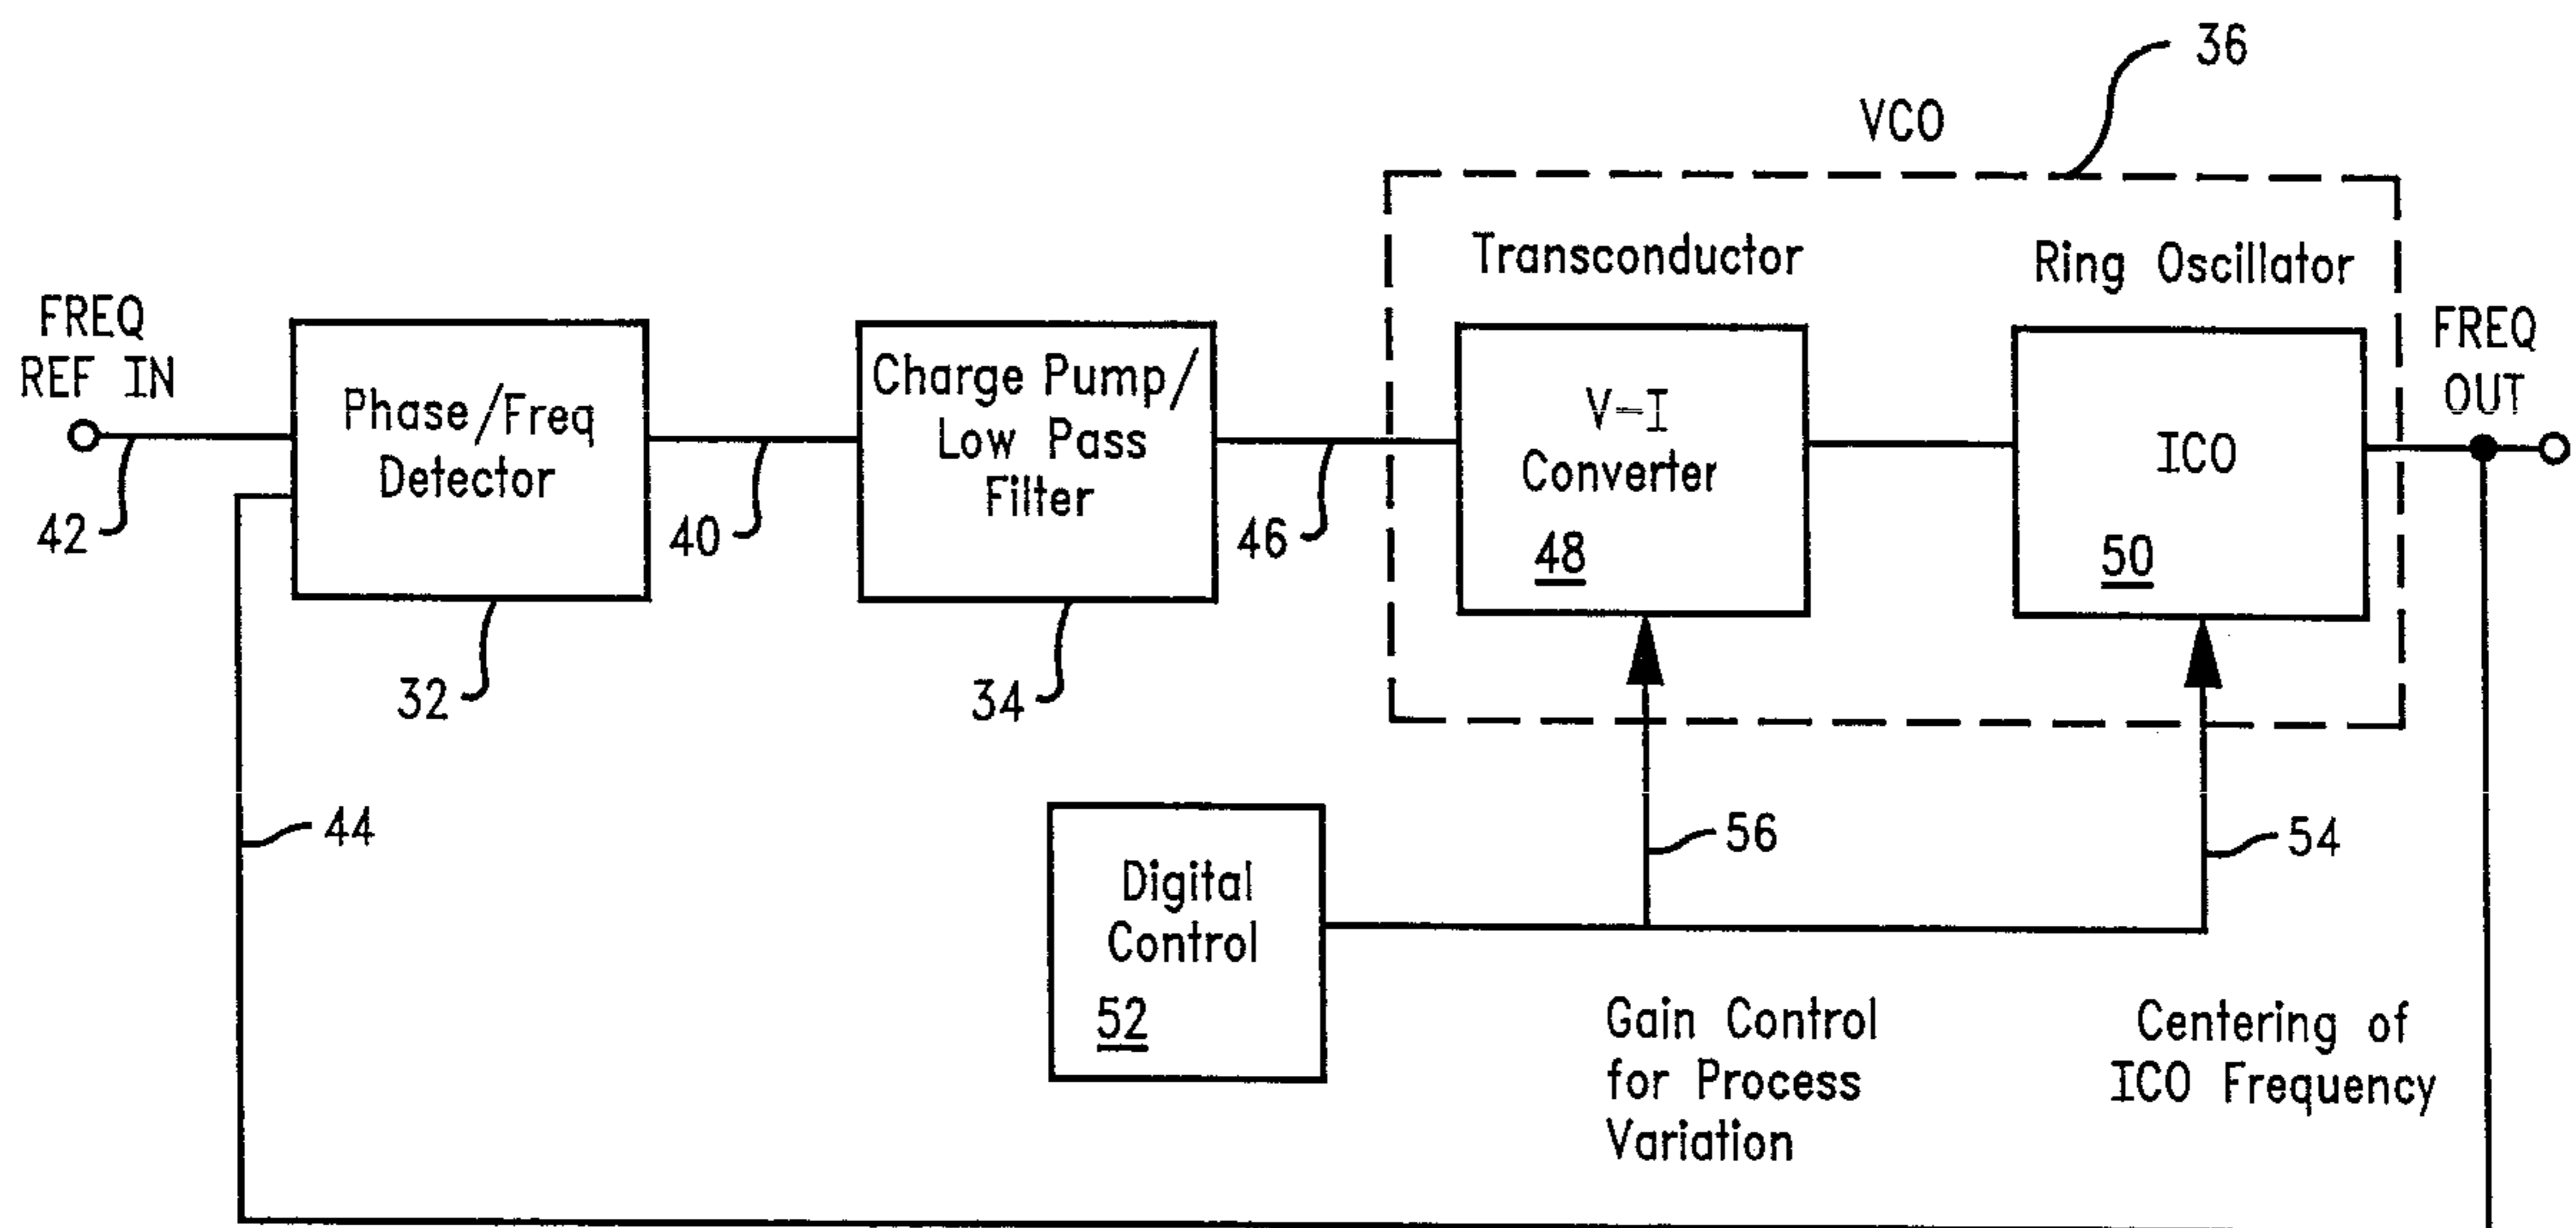 36
VCO
Transconductor
Ring Oscillator
FREQ
REF IN
FREQ
OUT
Phase/Freq
Detector
Charge Pump/
Low Pass
Filter
V-I
Converter
48
ICO
50
42
40
46
32
34
44
56
54
Digital
Control
52
Gain Control
for Process
Variation
Centering of
ICO Frequency